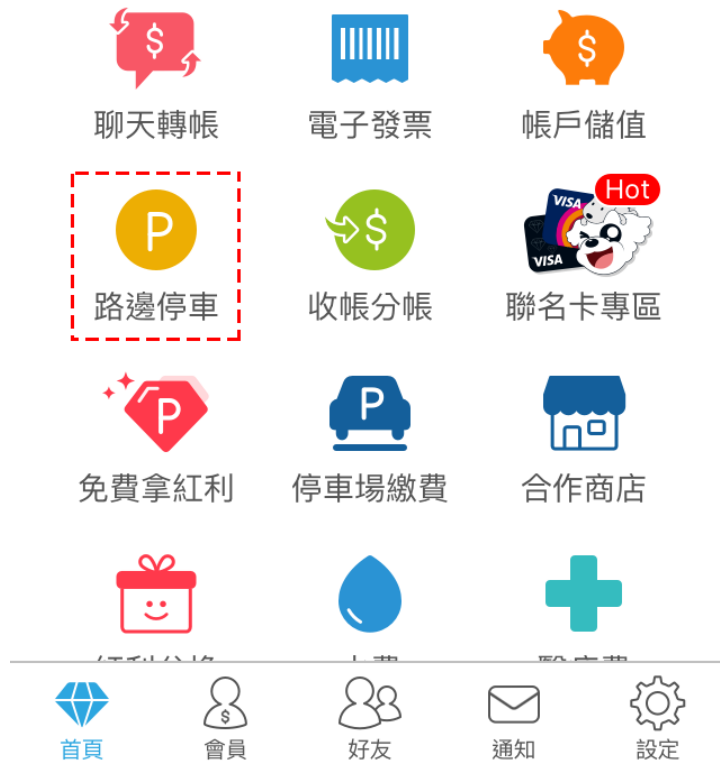 聊天轉帳 電子發票 帳戶儲值
Hot
P VISA
VISA
路邊停車 收帳分帳 聯名卡專區
P P
免費拿紅利 停車場繳費 合作商店
首頁 會員 好友 通知 設定